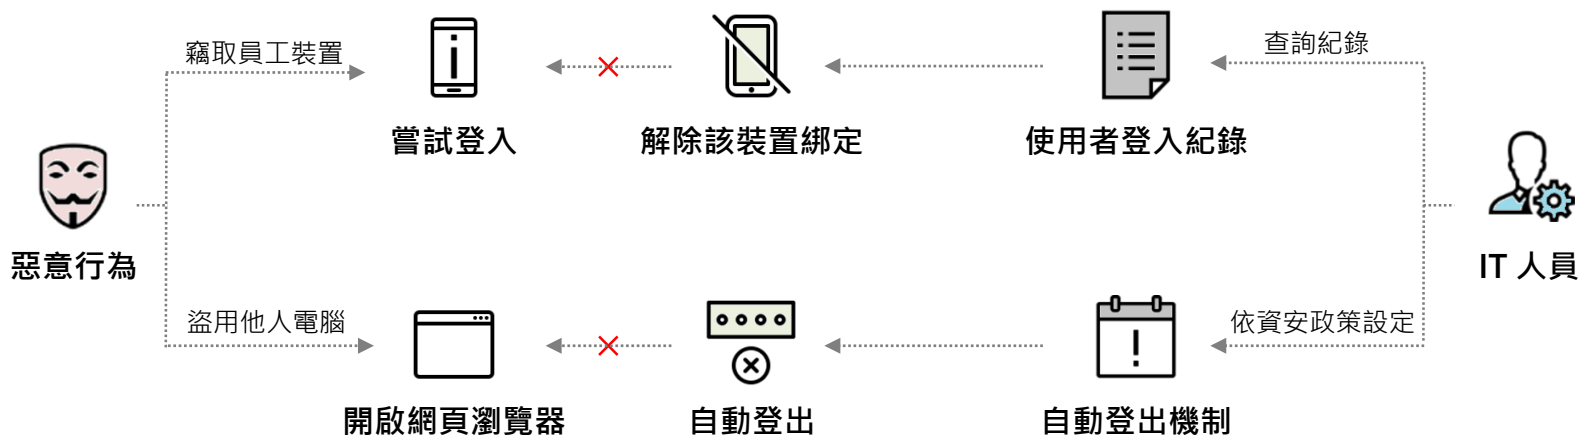 竊取員工裝置
查詢紀錄
嘗試登入
解除該裝置綁定
使用者登入紀錄
惡意行為
IT 人員
盜用他人電腦
依資安政策設定
開啟網頁瀏覽器
自動登出
自動登出機制